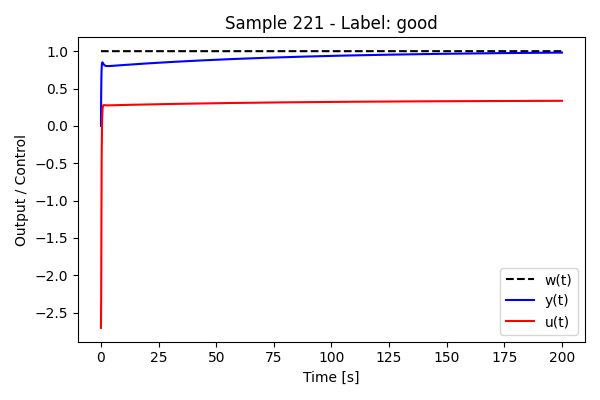 Sample 221 - Label: good
1.0
0.5
0.0
−0.5
−1.0
−1.5
−2.0
−2.5
Output / Control
w(t)
y(t)
u(t)
0 25 50 75 100 125 150 175 200
Time [s]